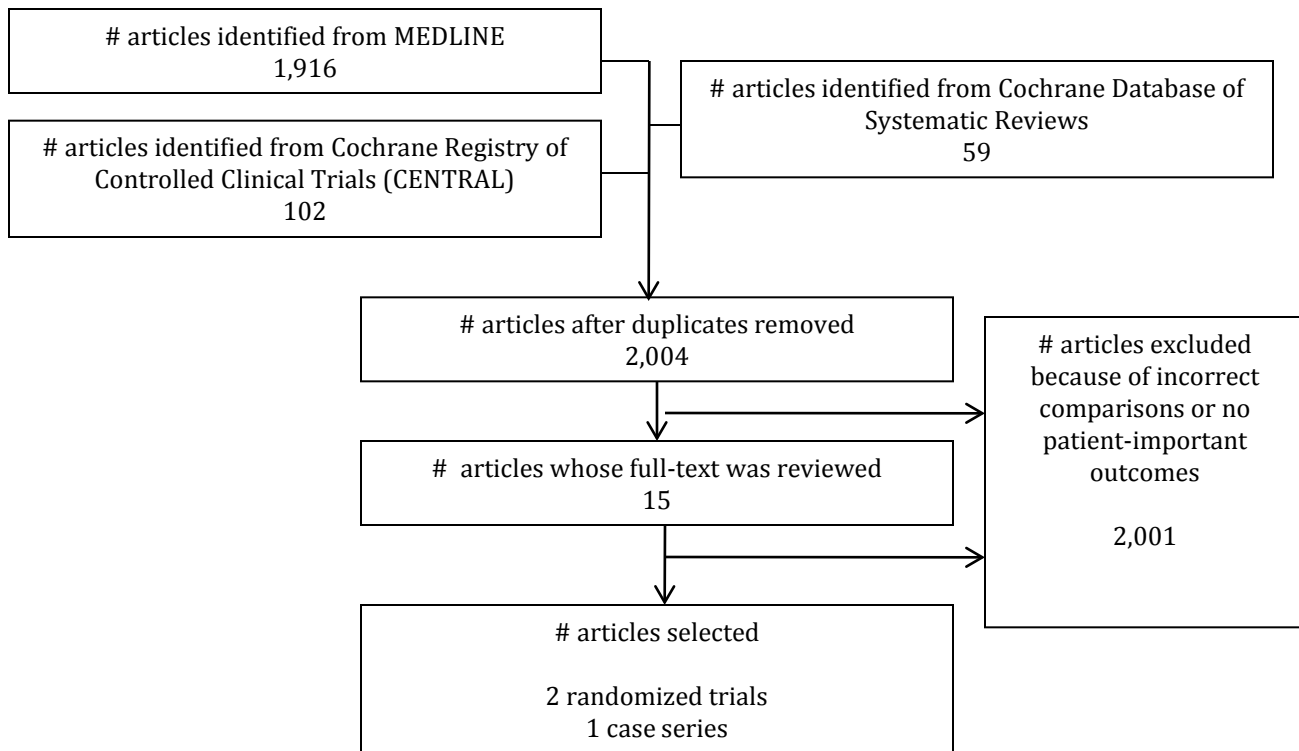 # articles identified from MEDLINE
1,916
# articles identified from Cochrane Database of
Systematic Reviews
59
# articles identified from Cochrane Registry of
Controlled Clinical Trials (CENTRAL)
102
# articles after duplicates removed
2,004
# articles excluded
because of incorrect
comparisons or no
patient-important
outcomes
2,001
# articles whose full-text was reviewed
15
# articles selected
2 randomized trials
1 case series